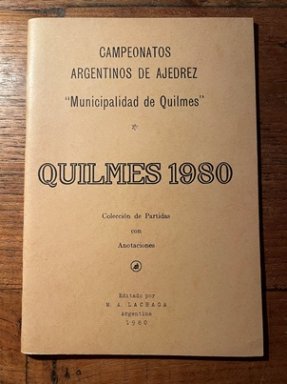 CAMPEONATOS
ARGENTINOS DE AJEDREZ
"Municipalidad de Quilmes"
QUILMES 1980
Colección de Partidas
con
Anotaciones
Editado por
M. A. LACHAGA
Argentina
1980